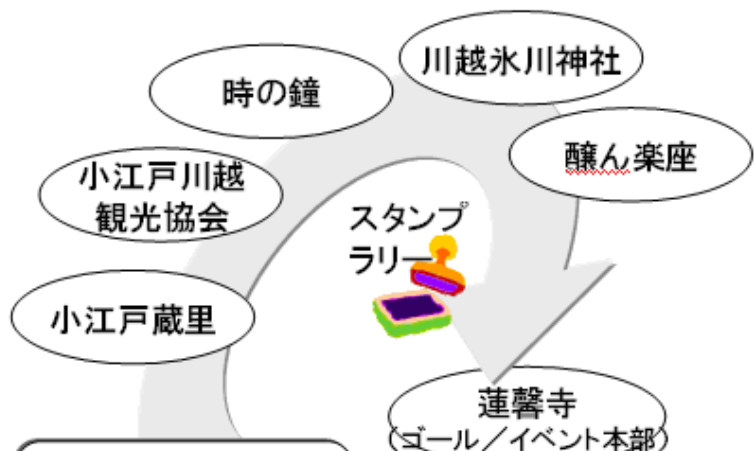 川越氷川神社
時の鐘
醸ん楽座
小江戸川越
観光協会
スタンプ
ラリー
小江戸蔵里
蓮馨寺
(ゴール/イベント本部)